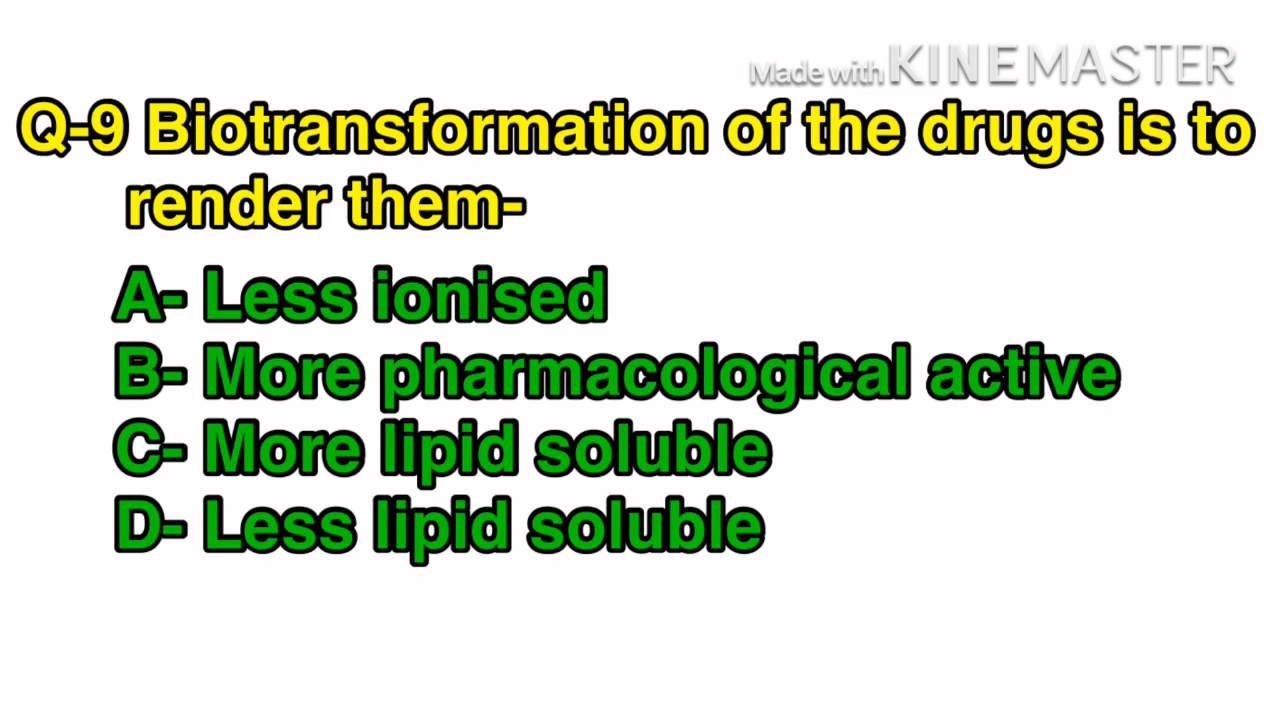 Made with KINEMASTER
Q-9 Biotransformation of the drugs is to
render them-
A- Less ionised
B- More pharmacological active
C- More lipid soluble
D- Less lipid soluble